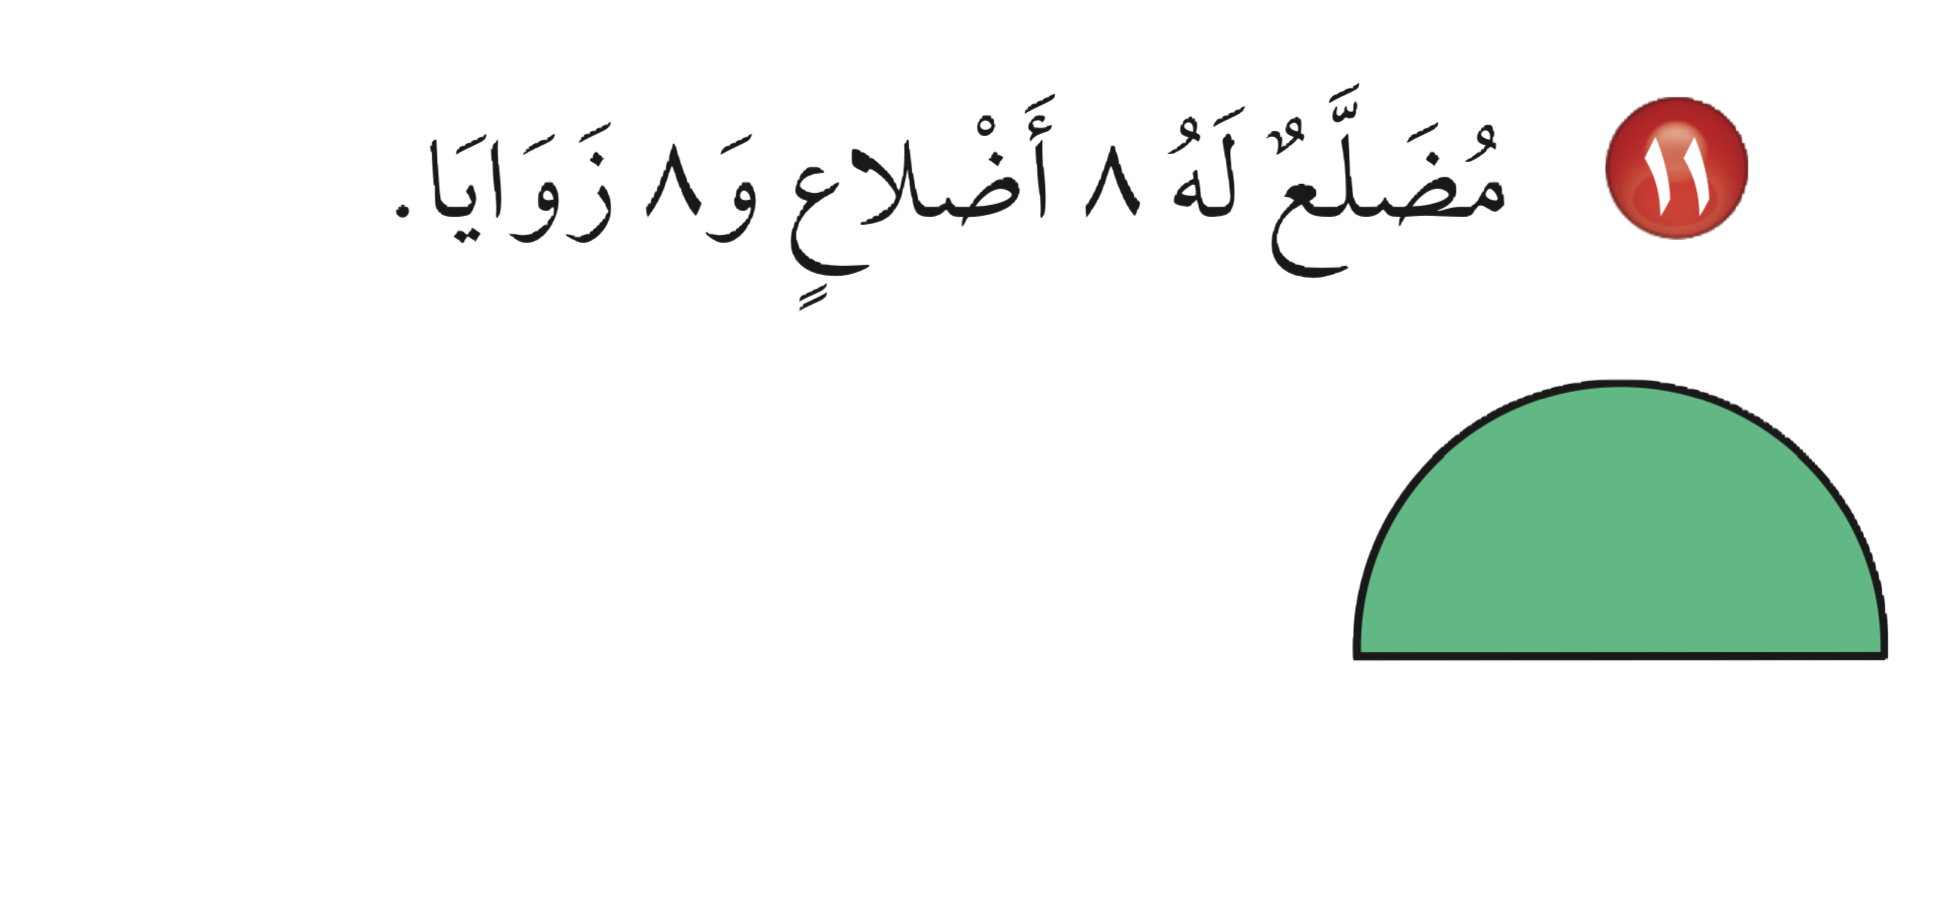 ١١ مُضَلَّعٌ لَهُ ٨ أَضْلاعٍ وَ٨ زَوَايَا.